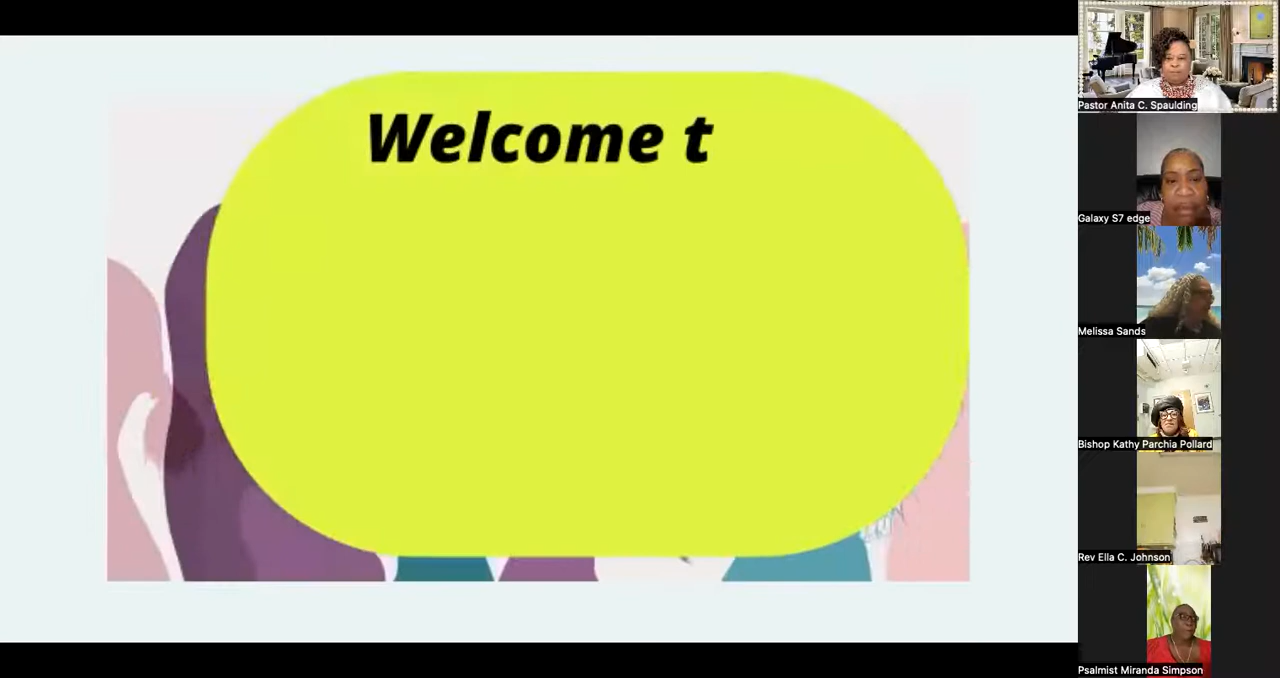 Welcome t
Pastor Anita C. Spaulding
Galaxy S7 edge
Melissa Sands
Bishop Kathy Parchia Pollard
Rev Ella C. Johnson
Psalmist Miranda Simpson